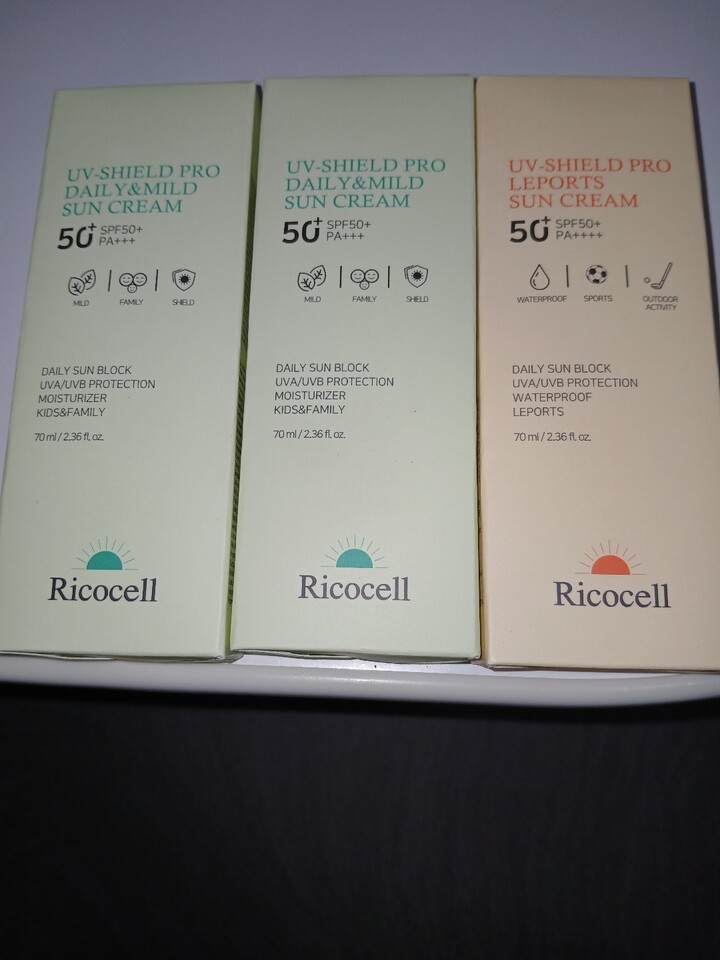 UV-SHIELD PRO
DAILY&MILD
SUN CREAM
50+ SPF50+
PA+++
MILD
FAMILY
SHIELD
DAILY SUN BLOCK
UVA/UVB PROTECTION
MOISTURIZER
KIDS&FAMILY
70 ml / 2.36 fl. oz.
Ricocell
UV-SHIELD PRO
DAILY&MILD
SUN CREAM
50+ SPF50+
PA+++
MILD
FAMILY
SHIELD
DAILY SUN BLOCK
UVA/UVB PROTECTION
MOISTURIZER
KIDS&FAMILY
70 ml / 2.36 fl. oz.
Ricocell
UV-SHIELD PRO
LEPORTS
SUN CREAM
50+ SPF50+
PA++++
WATERPROOF
SPORTS
OUTDOOR
ACTIVITY
DAILY SUN BLOCK
UVA/UVB PROTECTION
WATERPROOF
LEPORTS
70 ml / 2.36 fl. oz.
Ricocell